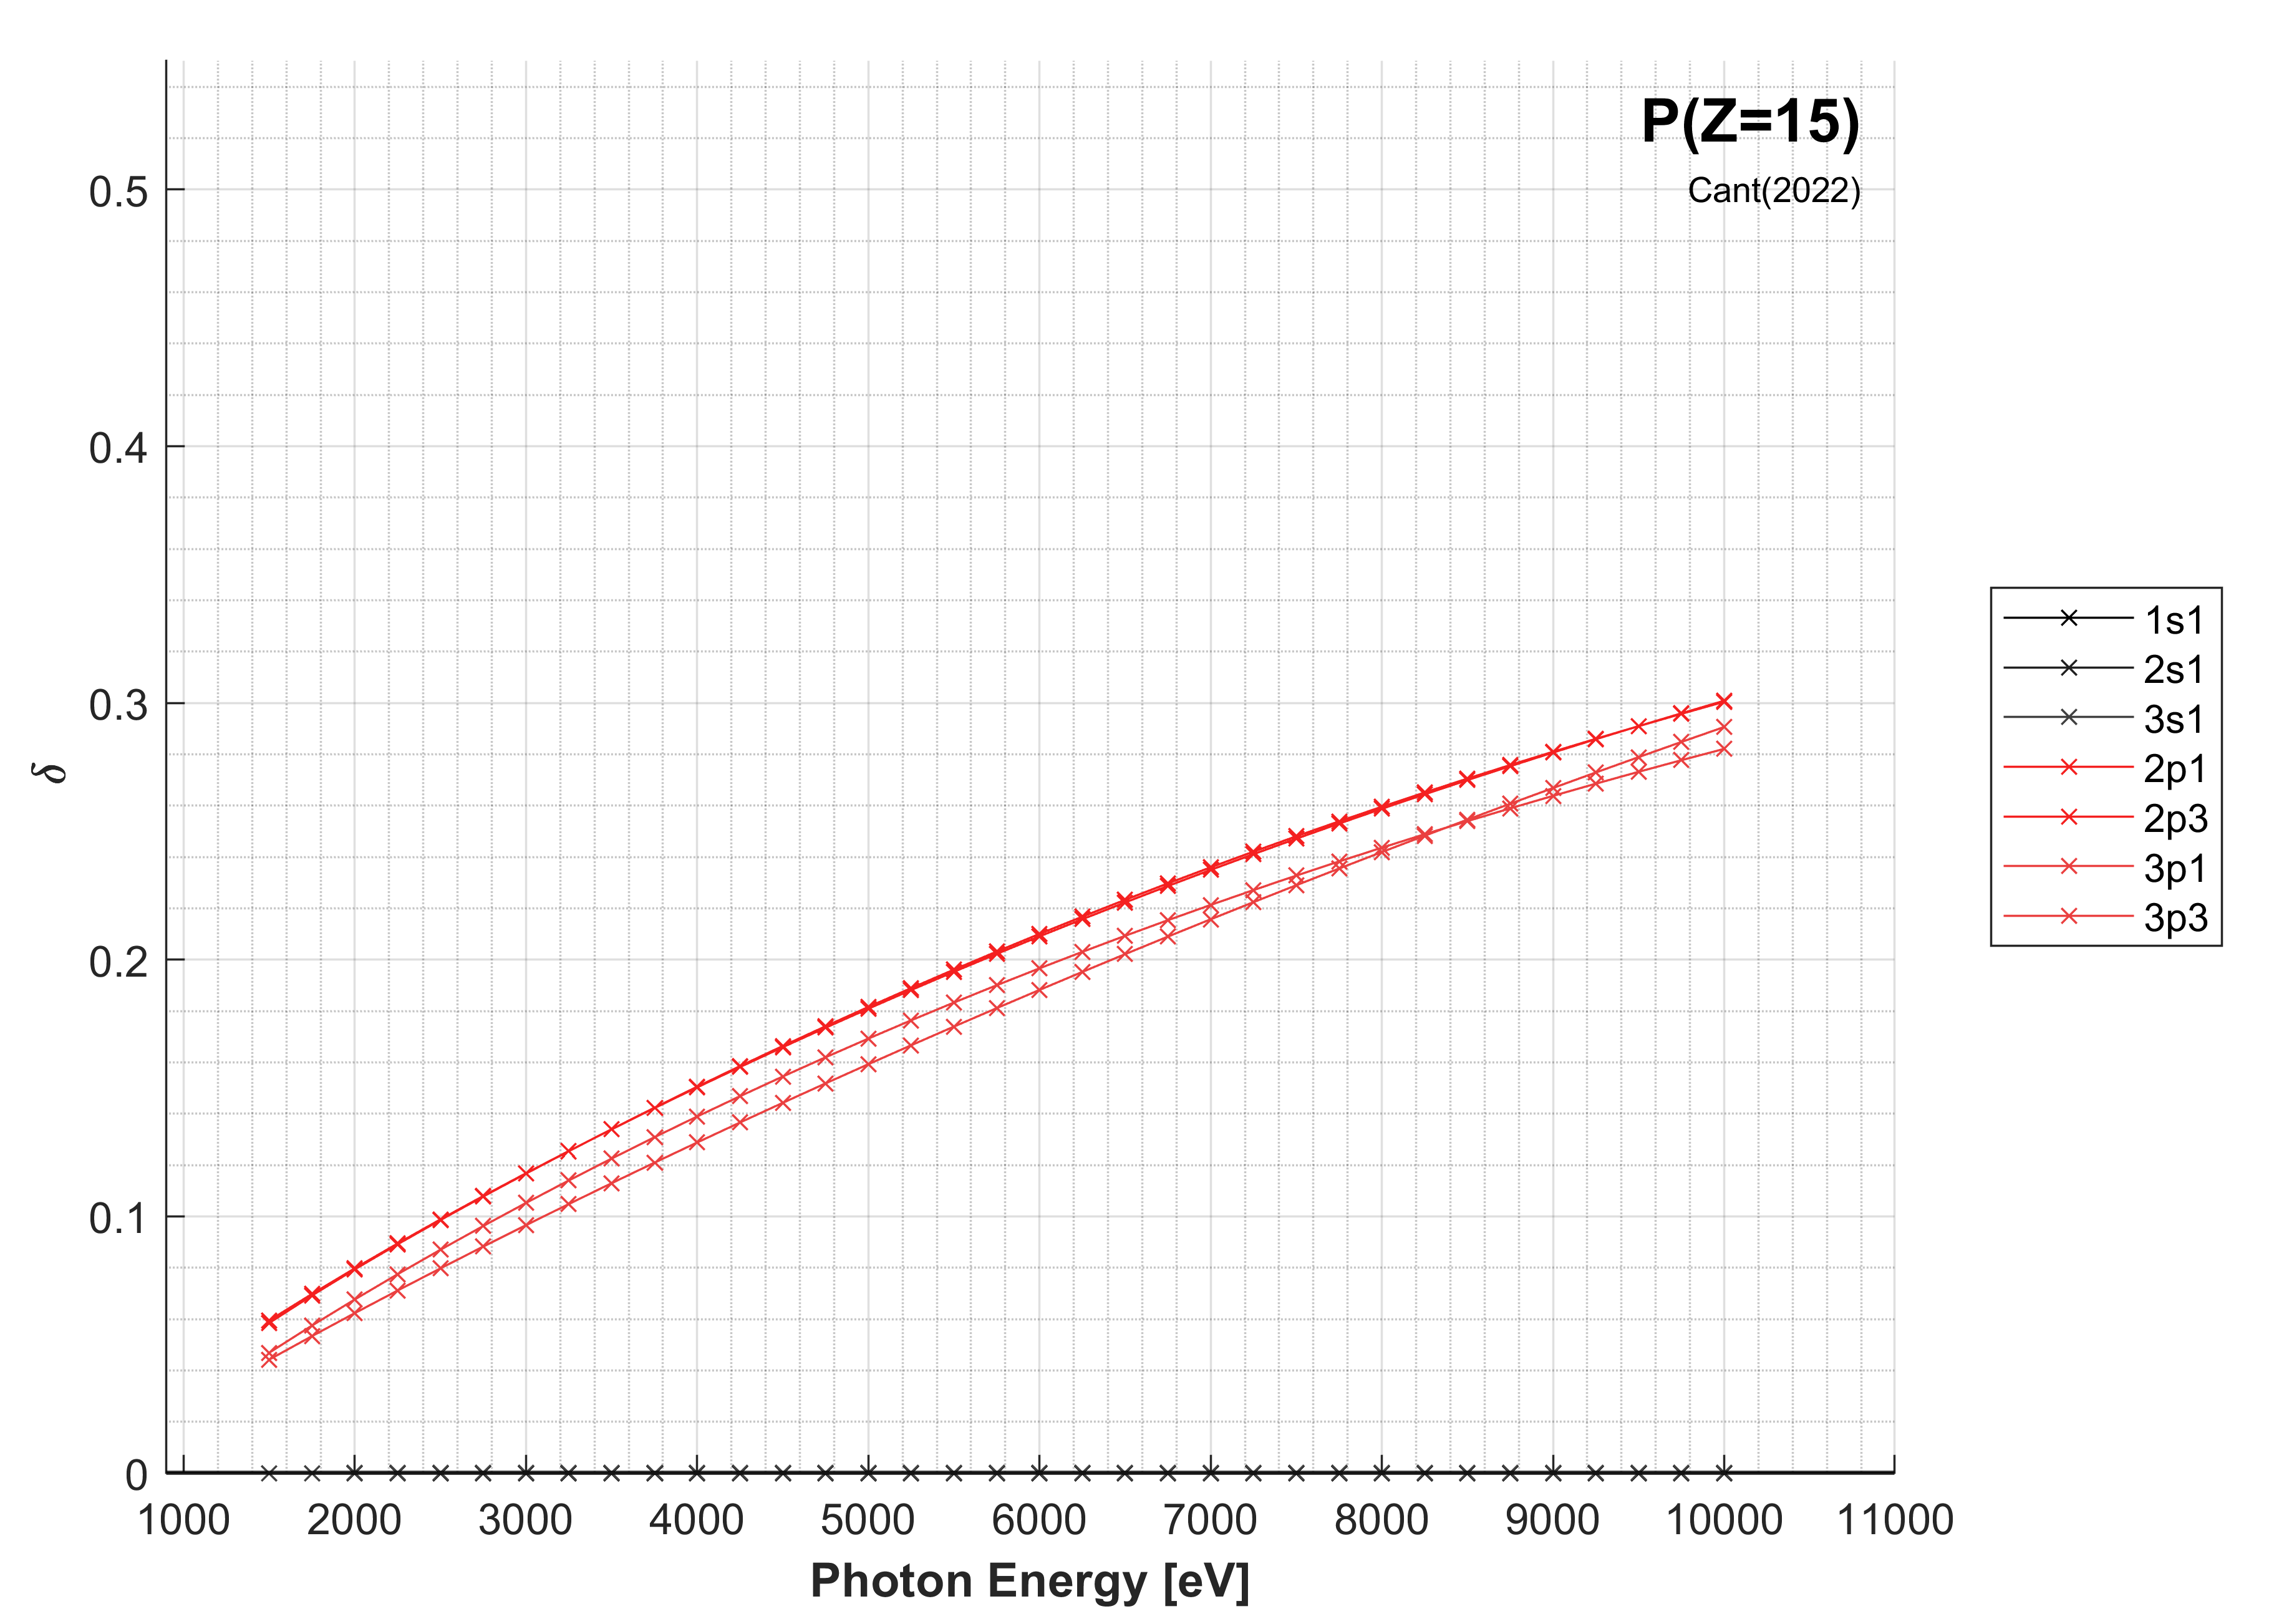 P(Z=15)
Cant(2022)
0.5
0.4
0.3
0.2
0.1
0
δ
1000 2000 3000 4000 5000 6000 7000 8000 9000 10000 11000
Photon Energy [eV]
1s1
2s1
3s1
2p1
2p3
3p1
3p3